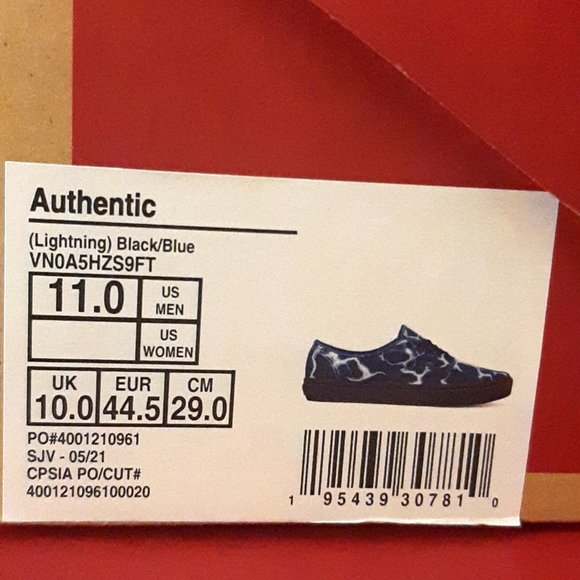 Authentic
(Lightning) Black/Blue
VN0A5HZS9FT
11.0 US MEN
US WOMEN
UK EUR CM
10.0 44.5 29.0
PO#4001210961
SJV - 05/21
CPSIA PO/CUT#
400121096100020
1 95439 30781 0